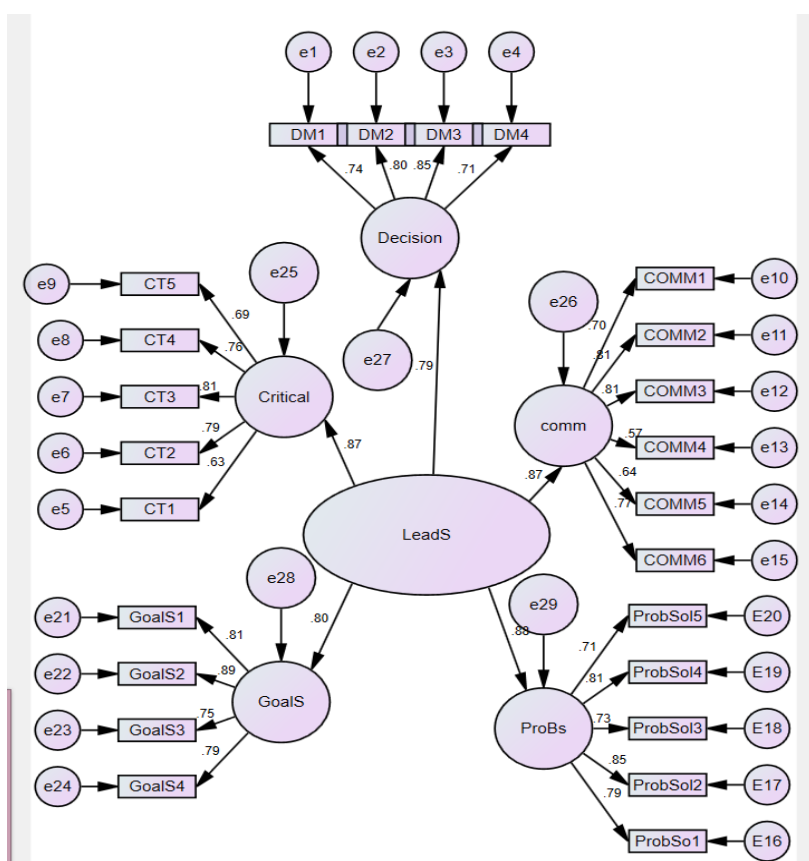 e1
e2
e3
e4
DM1
DM2
DM3
DM4
.74
.80
.85
.71
Decision
e9
CT5
e25
e26
COMM1
e10
.69
.70
e8
CT4
.76
e27
.79
COMM2
e11
.81
e7
CT3
.81
Critical
comm
.81
COMM3
e12
e6
CT2
.79
.87
.87
.57
COMM4
e13
e5
CT1
.63
.64
COMM5
e14
.77
LeadS
COMM6
e15
e28
e29
e21
GoalS1
.81
.80
.88
.71
ProbSol5
E20
e22
GoalS2
.89
.81
ProbSol4
E19
GoalS
e23
GoalS3
.75
ProBs
.73
ProbSol3
E18
e24
GoalS4
.79
.85
ProbSol2
E17
.79
ProbSo1
E16